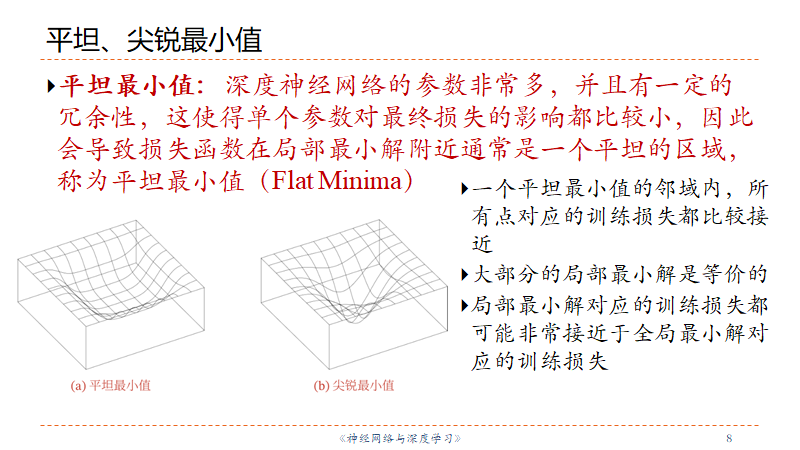 平坦、尖锐最小值
平坦最小值：深度神经网络的参数非常多，并且有一定的
冗余性，这使得单个参数对最终损失的影响都比较小，因此
会导致损失函数在局部最小解附近通常是一个平坦的区域，
称为平坦最小值（Flat Minima）
一个平坦最小值的邻域内，所
有点对应的训练损失都比较接
近
大部分的局部最小解是等价的
局部最小解对应的训练损失都
可能非常接近于全局最小解对
应的训练损失
(a) 平坦最小值
(b) 尖锐最小值
《神经网络与深度学习》
8